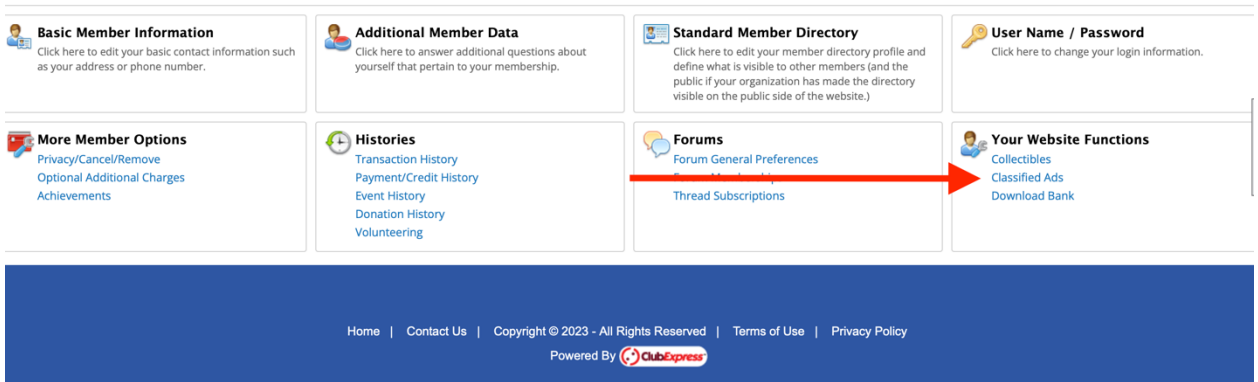 Basic Member Information
Click here to edit your basic contact information such
as your address or phone number.
Additional Member Data
Click here to answer additional questions about
yourself that pertain to your membership.
Standard Member Directory
Click here to edit your member directory profile and
define what is visible to other members (and the
public if your organization has made the directory
visible on the public side of the website.)
User Name / Password
Click here to change your login information.
More Member Options
Privacy/Cancel/Remove
Optional Additional Charges
Achievements
Histories
Transaction History
Payment/Credit History
Event History
Donation History
Volunteering
Forums
Forum General Preferences
Thread Subscriptions
Your Website Functions
Collectibles
Classified Ads
Download Bank
Home | Contact Us | Copyright © 2023 - All Rights Reserved | Terms of Use | Privacy Policy
Powered By ClubExpress